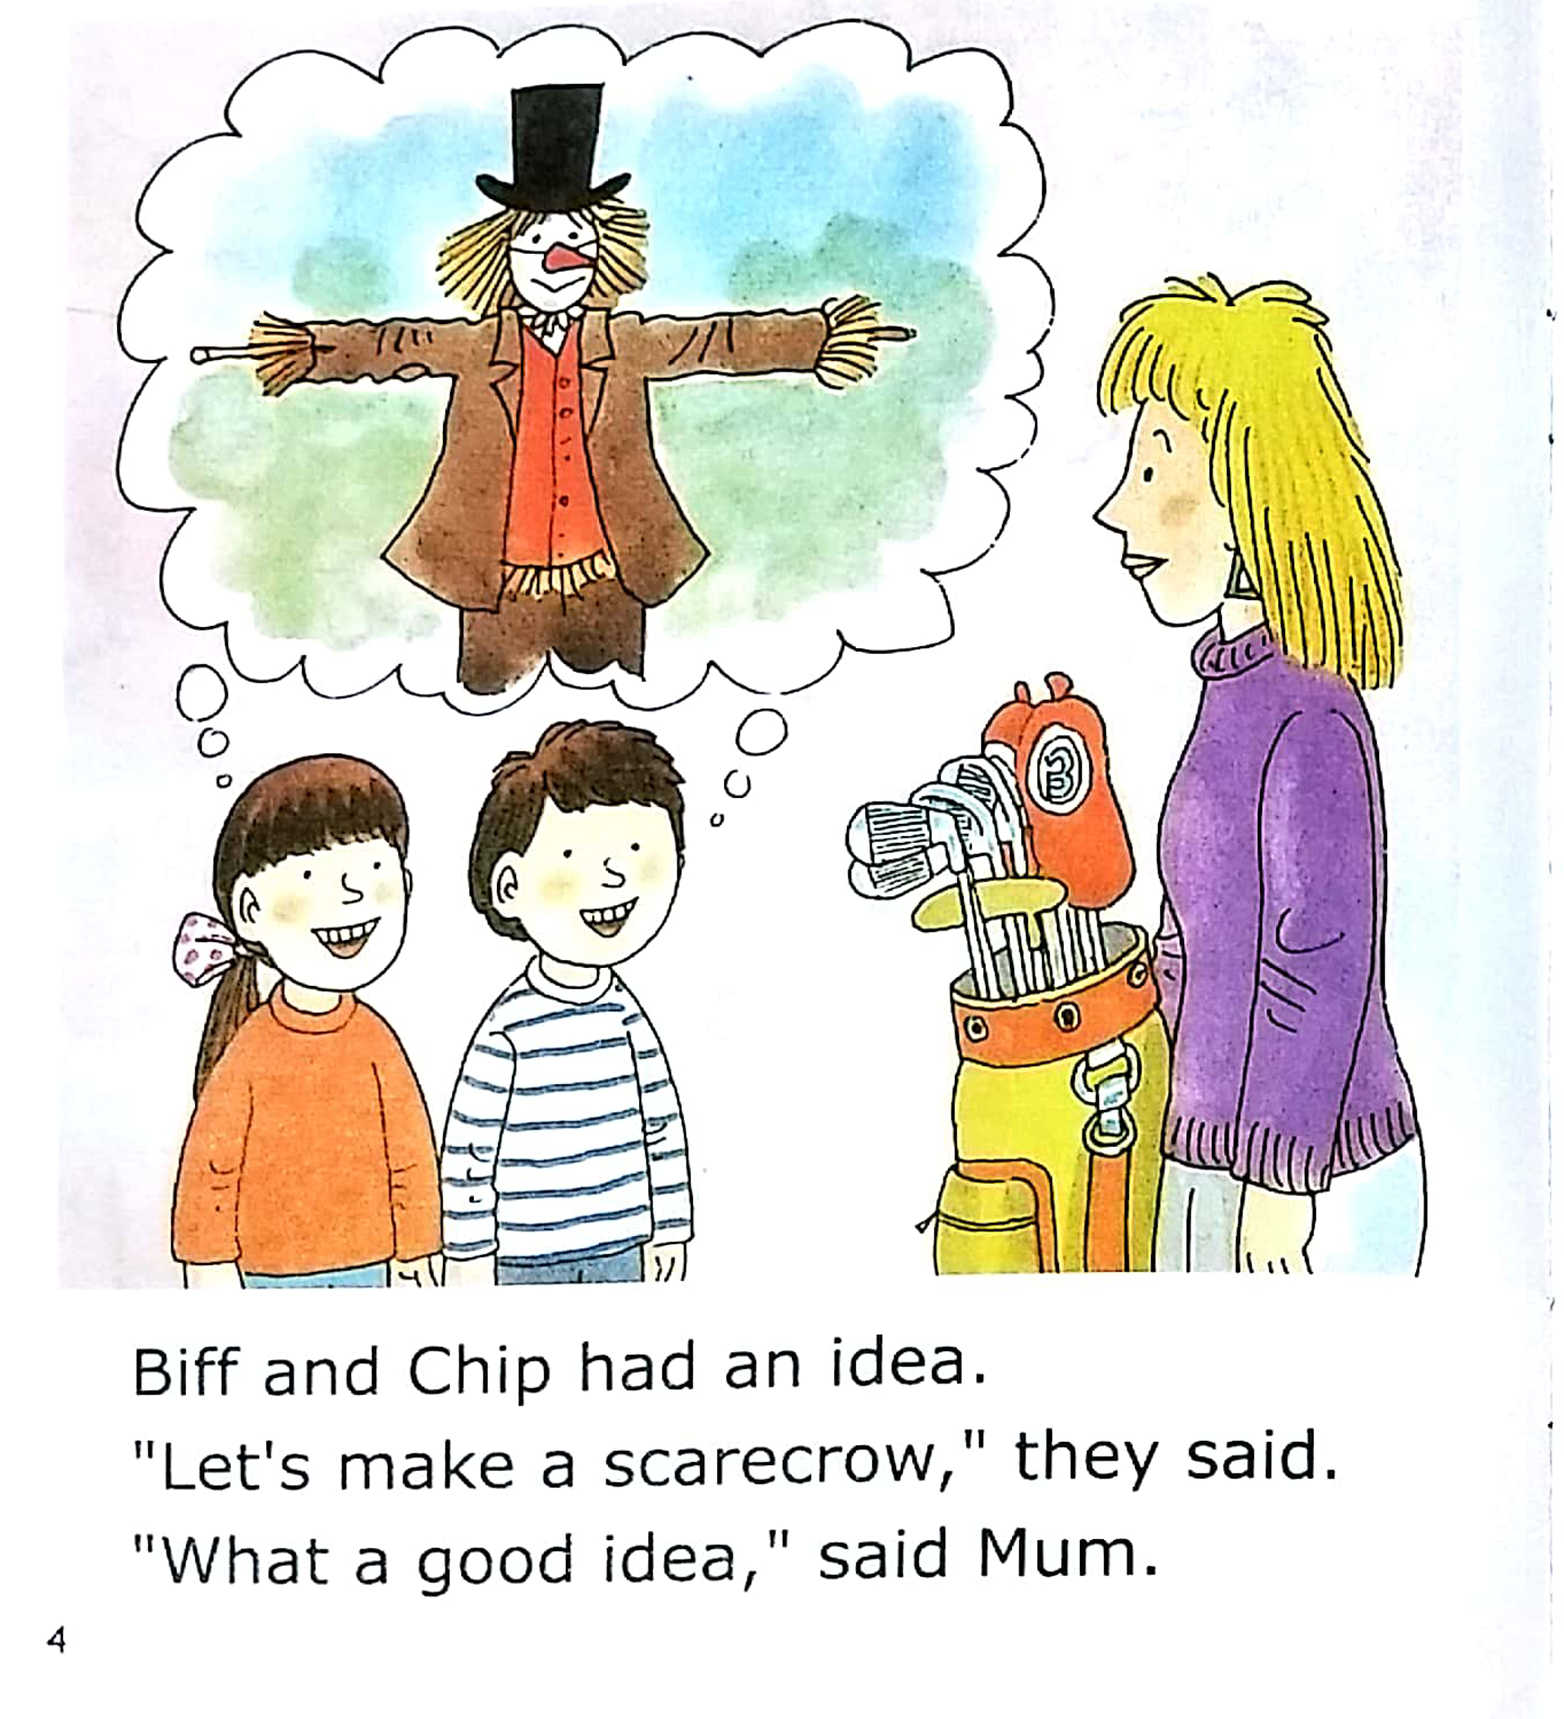 3
Biff and Chip had an idea.
"Let's make a scarecrow," they said.
"What a good idea," said Mum.
4